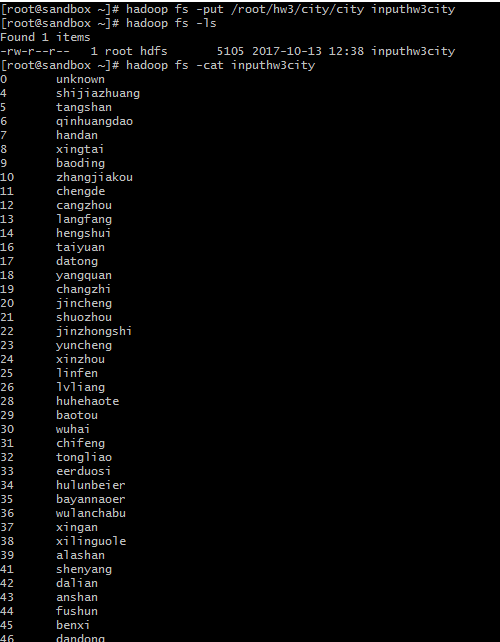 [root@sandbox ~]# hadoop fs -put /root/hw3/city/city inputhw3city
[root@sandbox ~]# hadoop fs -ls
Found 1 items
-rw-r--r--   1 root hdfs       5105 2017-10-13 12:38 inputhw3city
[root@sandbox ~]# hadoop fs -cat inputhw3city
0       unknown
4       shijiazhuang
5       tangshan
6       qinhuangdao
7       handan
8       xingtai
9       baoding
10      zhangjiakou
11      chengde
12      cangzhou
13      langfang
14      hengshui
16      taiyuan
17      datong
18      yangquan
19      changzhi
20      jincheng
21      shuozhou
22      jinzhongshi
23      yuncheng
24      xinzhou
25      linfen
26      lvliang
28      huhehaote
29      baotou
30      wuhai
31      chifeng
32      tongliao
33      eerduosi
34      hulunbeier
35      bayannaoer
36      wulanchabu
37      xingan
38      xilinguole
39      alashan
41      shenyang
42      dalian
43      anshan
44      fushun
45      benxi
46      dandong